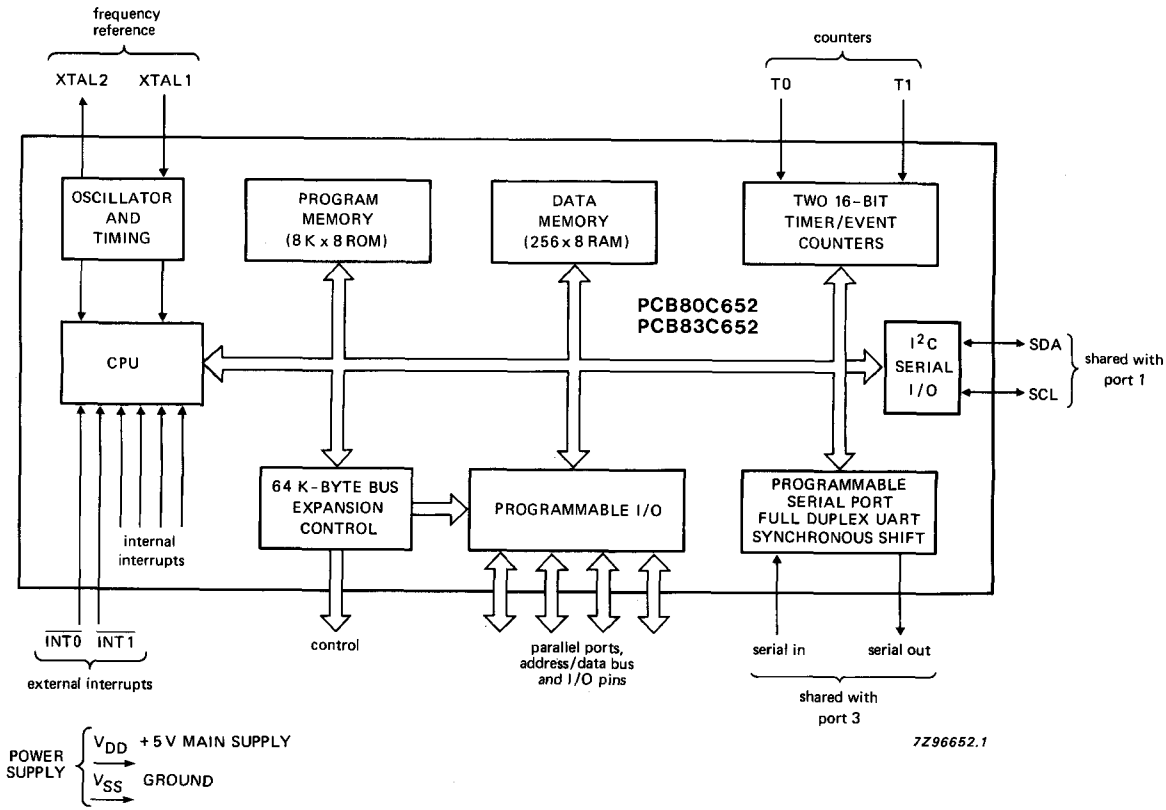 frequency
reference
counters
XTAL2 XTAL1
T0 T1
OSCILLATOR
AND
TIMING
PROGRAM
MEMORY
(8K x 8 ROM)
DATA
MEMORY
(256 x 8 RAM)
TWO 16-BIT
TIMER/EVENT
COUNTERS
PCB80C652
PCB83C652
CPU
I²C
SERIAL
I/O
SDA
SCL
shared with
port 1
64 K-BYTE BUS
EXPANSION
CONTROL
PROGRAMMABLE I/O
PROGRAMMABLE
SERIAL PORT
FULL DUPLEX UART
SYNCHRONOUS SHIFT
internal
interrupts
INT0 INT1
external interrupts
control
parallel ports,
address/data bus
and I/O pins
serial in serial out
shared with
port 3
POWER
SUPPLY
VDD +5 V MAIN SUPPLY
VSS GROUND
7Z96652.1